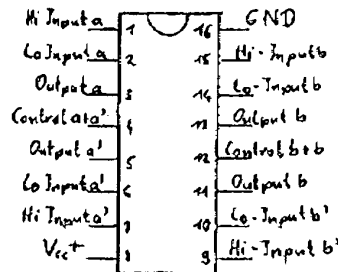 Hi Input a 1 16 GND
Lo Input a 2 15 Hi-Input b
Output a 3 14 Lo-Input b
Control a+a' 4 13 Output b
Output a' 5 12 Control b+b
Lo Input a' 6 11 Output b
Hi Input a' 7 10 Lo-Input b'
Vcc+ 8 9 Hi-Input b'